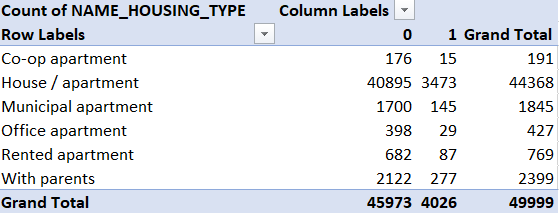 Count of NAME_HOUSING_TYPE Column Labels
Row Labels 0 1 Grand Total
Co-op apartment 176 15 191
House / apartment 40895 3473 44368
Municipal apartment 1700 145 1845
Office apartment 398 29 427
Rented apartment 682 87 769
With parents 2122 277 2399
Grand Total 45973 4026 49999